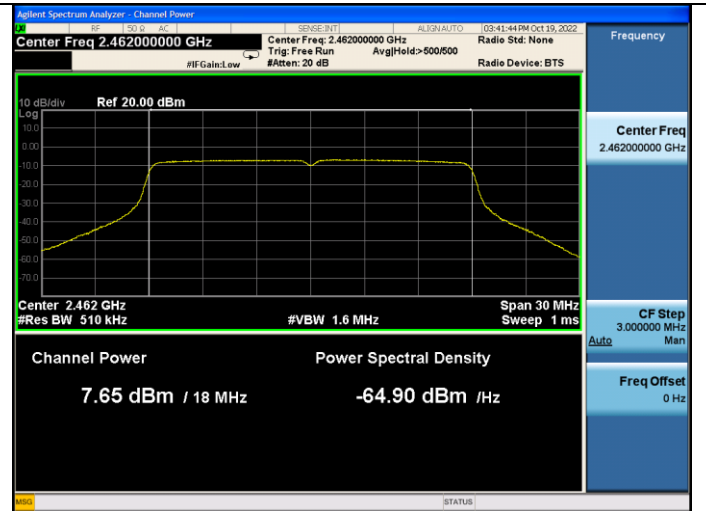 Agilent Spectrum Analyzer - Channel Power
RF 50 Ω AC SENSE:INT ALIGN AUTO 03:41:44 PM Oct 19, 2022
Center Freq 2.462000000 GHz
Center Freq: 2.462000000 GHz
Radio Std: None
Trig: Free Run Avg|Hold:>500/500
#IFGain:Low #Atten: 20 dB Radio Device: BTS
10 dB/div Ref 20.00 dBm
Log
10.0
0.00
-10.0
-20.0
-30.0
-40.0
-50.0
-60.0
-70.0
Center 2.462 GHz Span 30 MHz
#Res BW 510 kHz #VBW 1.6 MHz Sweep 1 ms
Channel Power Power Spectral Density
7.65 dBm / 18 MHz -64.90 dBm /Hz
Frequency
Center Freq
2.462000000 GHz
CF Step
3.000000 MHz
Auto Man
Freq Offset
0 Hz
MSG STATUS